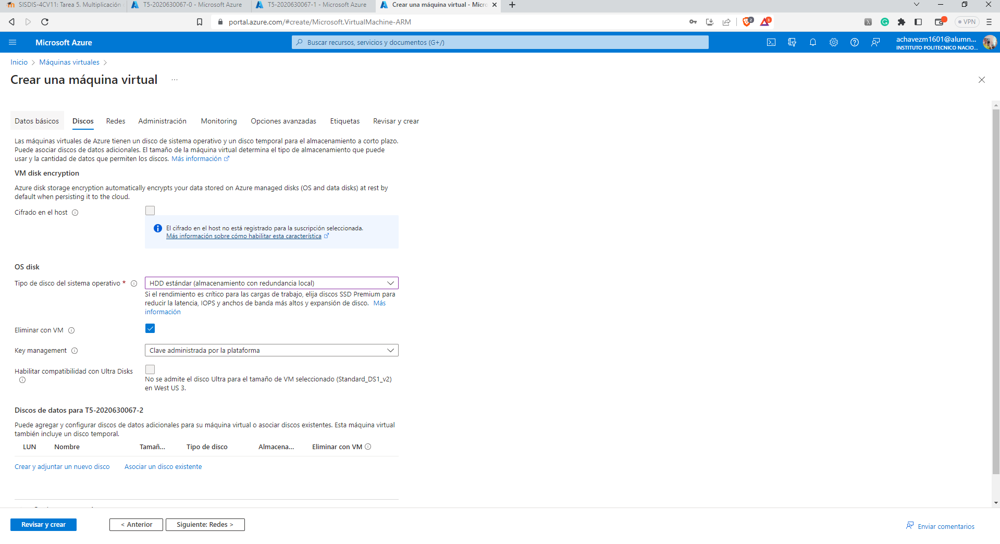 SISDIS-4CV11: Tarea 5. Multiplicación
T5-2020630067-0 - Microsoft Azure
T5-2020630067-1 - Microsoft Azure
Crear una máquina virtual - Micro
portal.azure.com/#create/Microsoft.VirtualMachine-ARM
2
3
VPN
Microsoft Azure
Buscar recursos, servicios y documentos (G+/)
achavezm1601@alumn...
INSTITUTO POLITECNICO NACIO...
Inicio > Máquinas virtuales >
Crear una máquina virtual ...
Datos básicos
Discos
Redes
Administración
Monitoring
Opciones avanzadas
Etiquetas
Revisar y crear
Las máquinas virtuales de Azure tienen un disco de sistema operativo y un disco temporal para el almacenamiento a corto plazo.
Puede asociar discos de datos adicionales. El tamaño de la máquina virtual determina el tipo de almacenamiento que puede
usar y la cantidad de datos que permiten los discos. Más información
VM disk encryption
Azure disk storage encryption automatically encrypts your data stored on Azure managed disks (OS and data disks) at rest by
default when persisting it to the cloud.
Cifrado en el host
El cifrado en el host no está registrado para la suscripción seleccionada.
Más información sobre cómo habilitar esta característica
OS disk
Tipo de disco del sistema operativo *
HDD estándar (almacenamiento con redundancia local)
Si el rendimiento es crítico para las cargas de trabajo, elija discos SSD Premium para
reducir la latencia, IOPS y anchos de banda más altos y expansión de disco. Más
información
Eliminar con VM
Key management
Clave administrada por la plataforma
Habilitar compatibilidad con Ultra Disks
No se admite el disco Ultra para el tamaño de VM seleccionado (Standard_DS1_v2)
en West US 3.
Discos de datos para T5-2020630067-2
Puede agregar y configurar discos de datos adicionales para su máquina virtual o asociar discos existentes. Esta máquina virtual
también incluye un disco temporal.
LUN
Nombre
Tamañ...
Tipo de disco
Almacena...
Eliminar con VM
Crear y adjuntar un nuevo disco
Asociar un disco existente
Revisar y crear
< Anterior
Siguiente: Redes >
Enviar comentarios